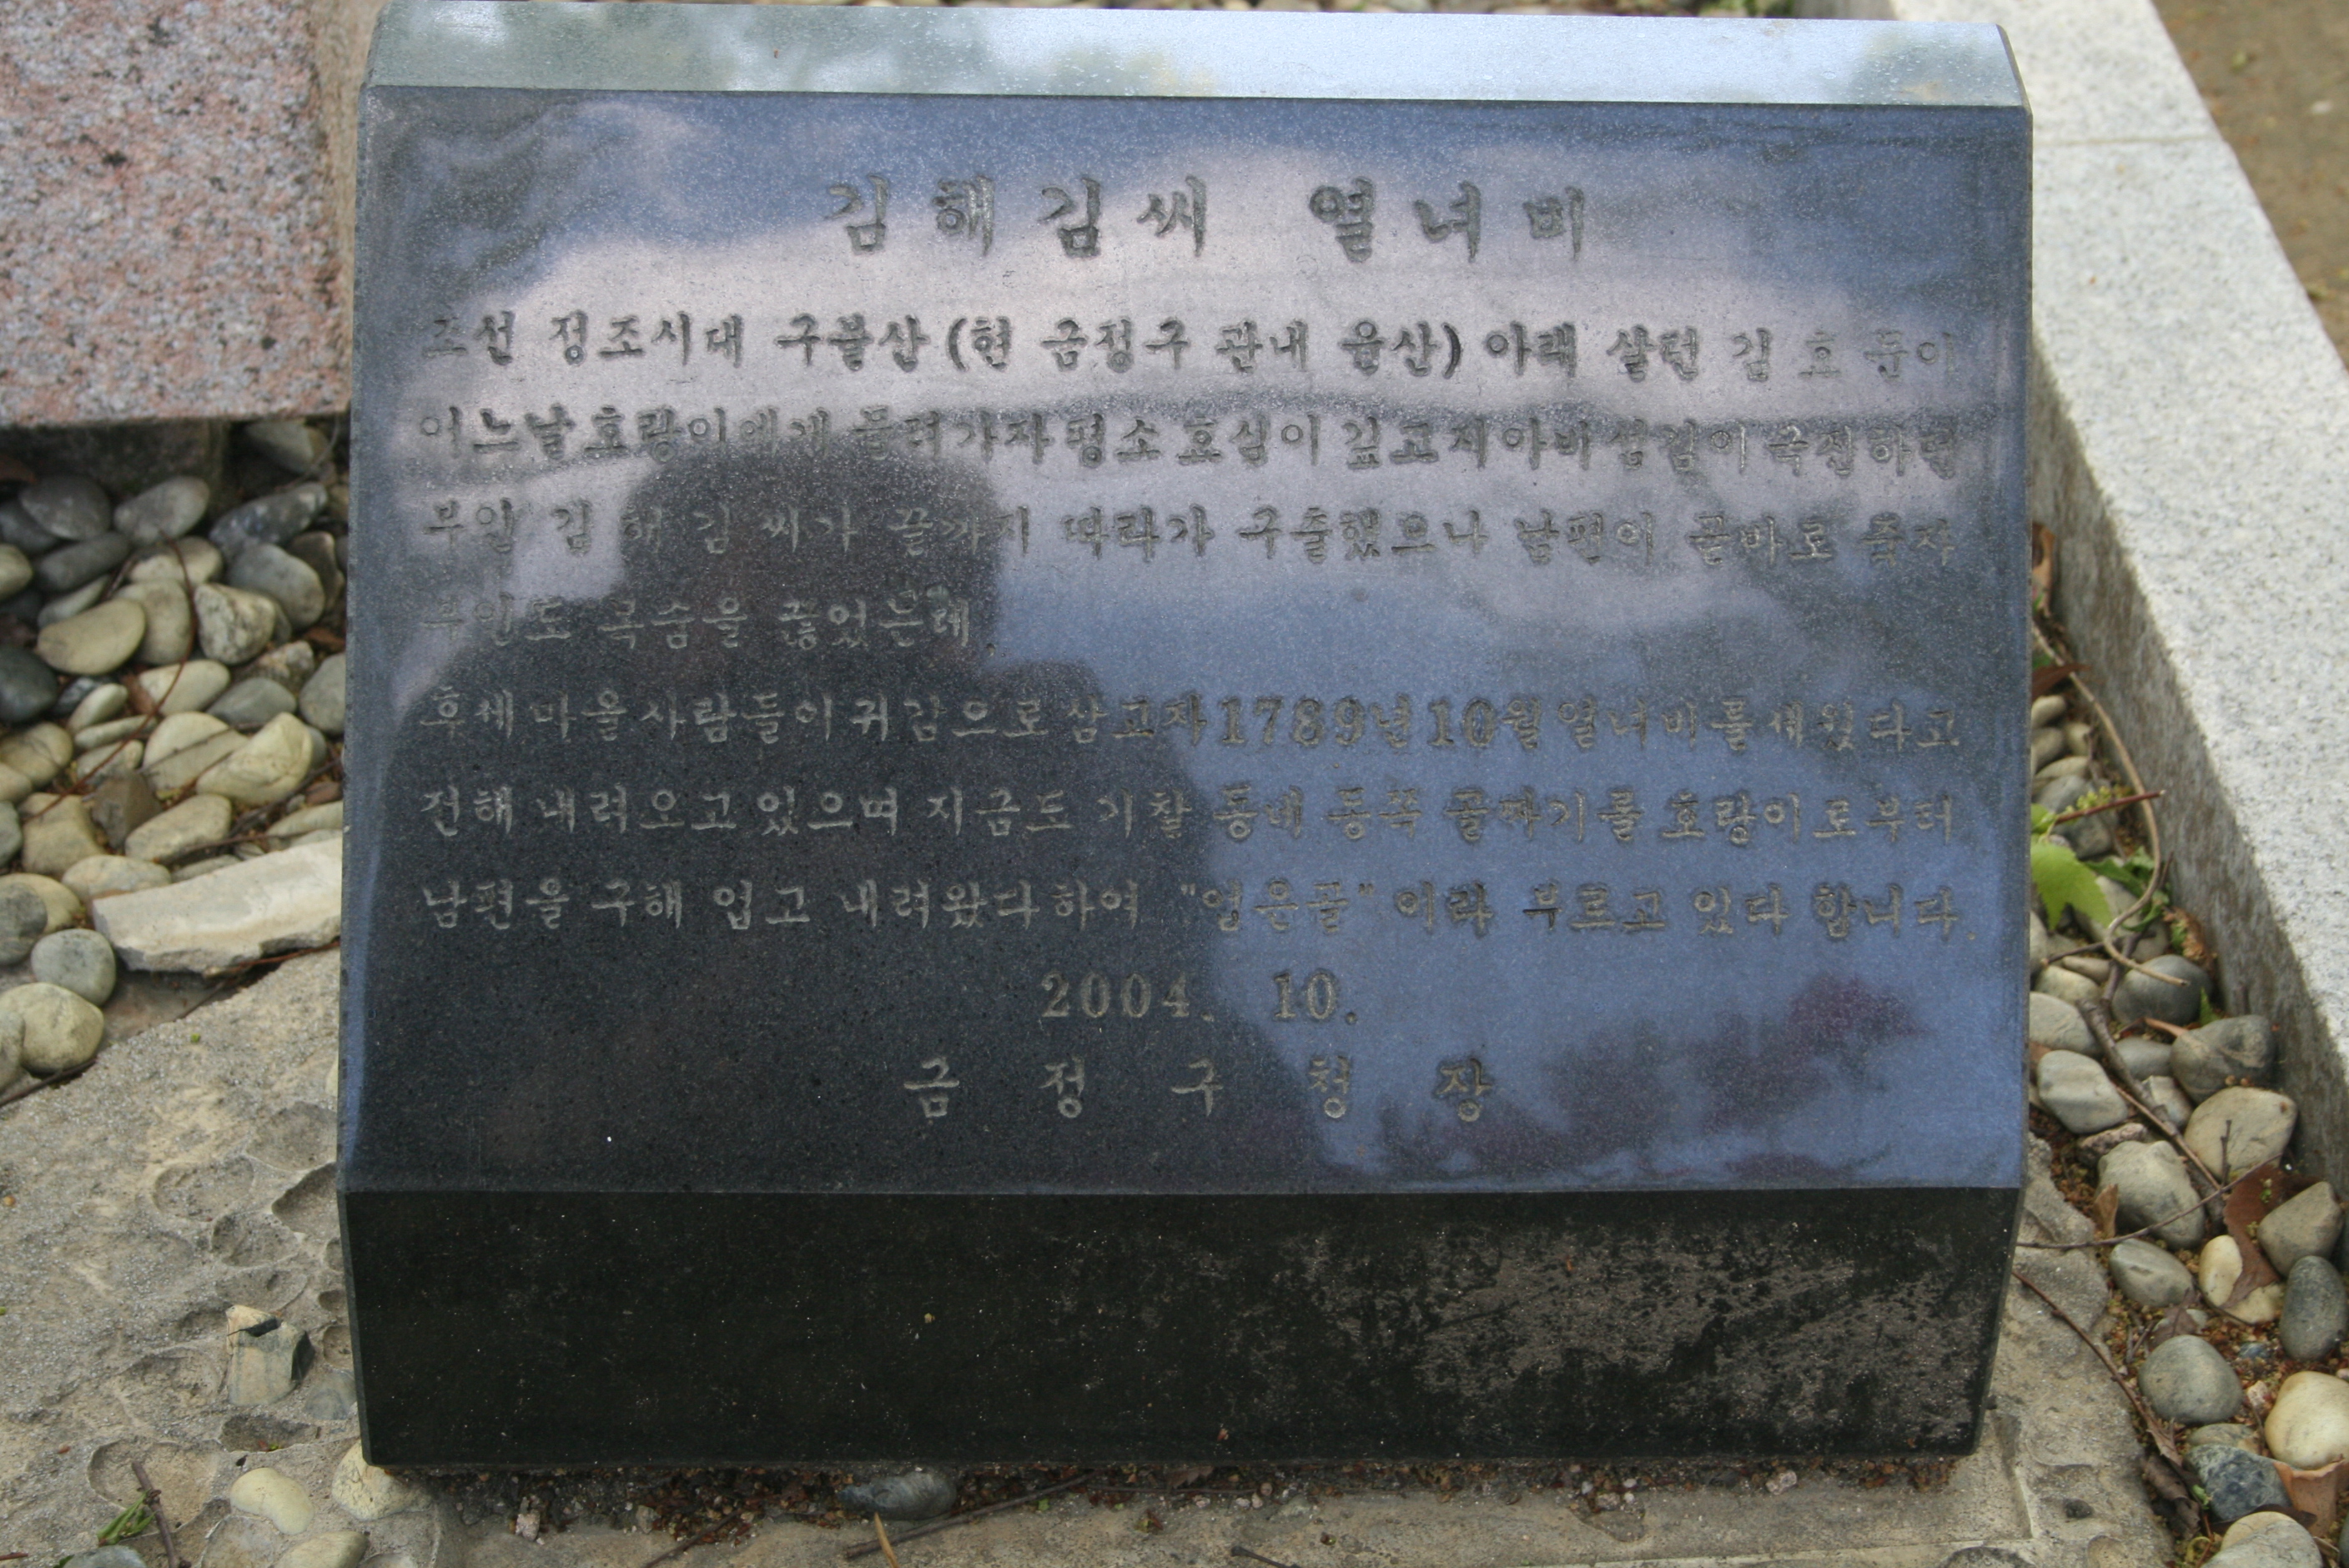 김해김씨 열녀비
조선 정조시대 구불산(현 금정구 관내 윤산) 아래 살던 김효문이
어느날 호랑이에게 물려가자 평소 효심이 깊고 지아비 섬김이 극진하던
부인 김해김씨가 끝까지 따라가 구출했으나 남편이 곧바로 죽자
부인도 목숨을 끊었은데,
후세 마을사람들이 귀감으로 삼고자 1789년 10월 열녀비를 세웠다고
전해 내려오고 있으며 지금도 기찰 동네 동쪽 골짜기를 호랑이로부터
남편을 구해 업고 내려왔다하여 "업은골"이라 부르고 있다 합니다.
2004. 10.
금정구청장